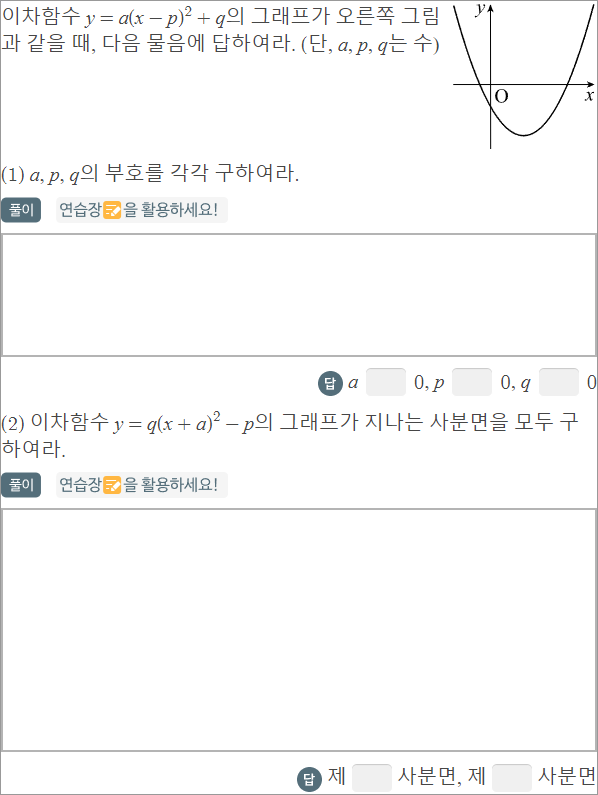 이차함수 y = a(x − p)² + q의 그래프가 오른쪽 그림
과 같을 때, 다음 물음에 답하여라. (단, a, p, q는 수)
y
O
x
(1) a, p, q의 부호를 각각 구하여라.
풀이 연습장을 활용하세요!
답 a 0, p 0, q 0
(2) 이차함수 y = q(x + a)² − p의 그래프가 지나는 사분면을 모두 구
하여라.
풀이 연습장을 활용하세요!
답 제 사분면, 제 사분면